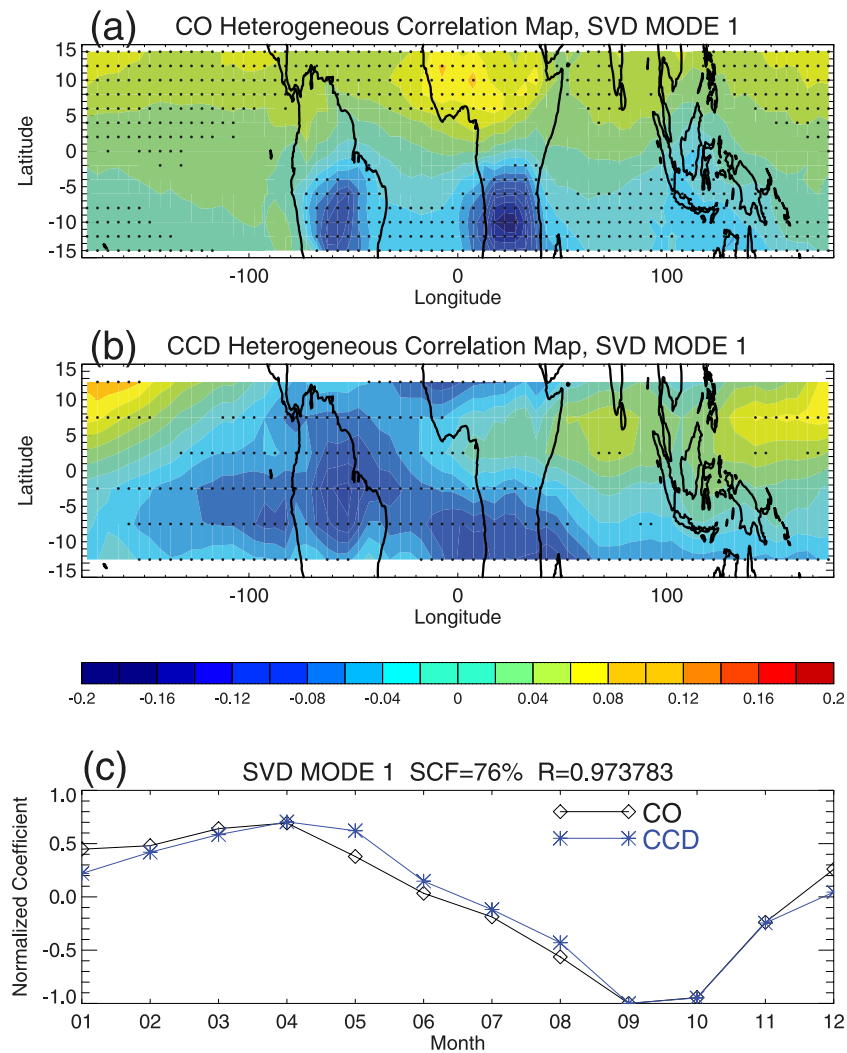 (a) CO Heterogeneous Correlation Map, SVD MODE 1
15
10
5
0
-5
-10
-15
Latitude
-100 0 100
Longitude
(b) CCD Heterogeneous Correlation Map, SVD MODE 1
15
10
5
0
-5
-10
-15
Latitude
-100 0 100
Longitude
-0.2 -0.16 -0.12 -0.08 -0.04 0 0.04 0.08 0.12 0.16 0.2
(c) SVD MODE 1 SCF=76% R=0.973783
1.0
0.5
0.0
-0.5
-1.0
Normalized Coefficient
CO
CCD
01 02 03 04 05 06 07 08 09 10 11 12
Month